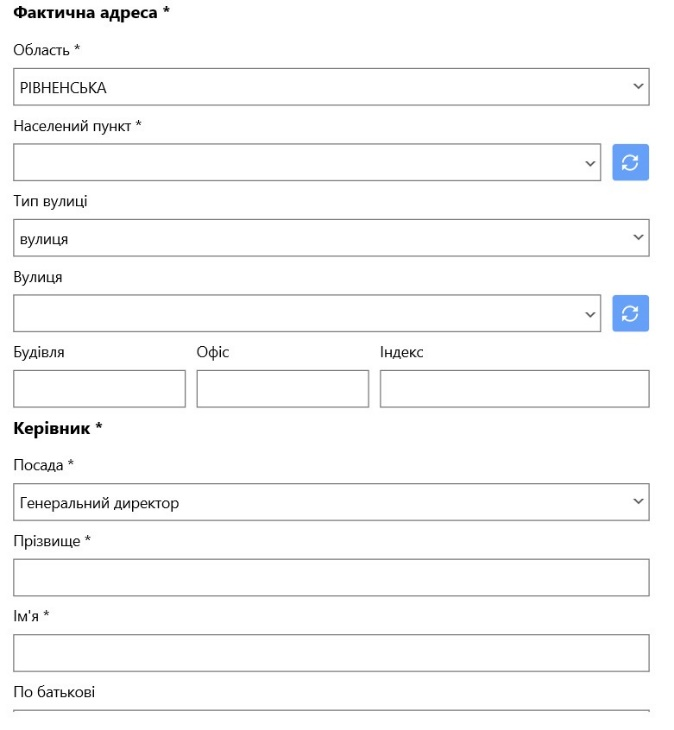 Фактична адреса *
Область *
РІВНЕНСЬКА
Населений пункт *
Тип вулиці
вулиця
Вулиця
Будівля Офіс Індекс
Керівник *
Посада *
Генеральний директор
Прізвище *
Ім'я *
По батькові